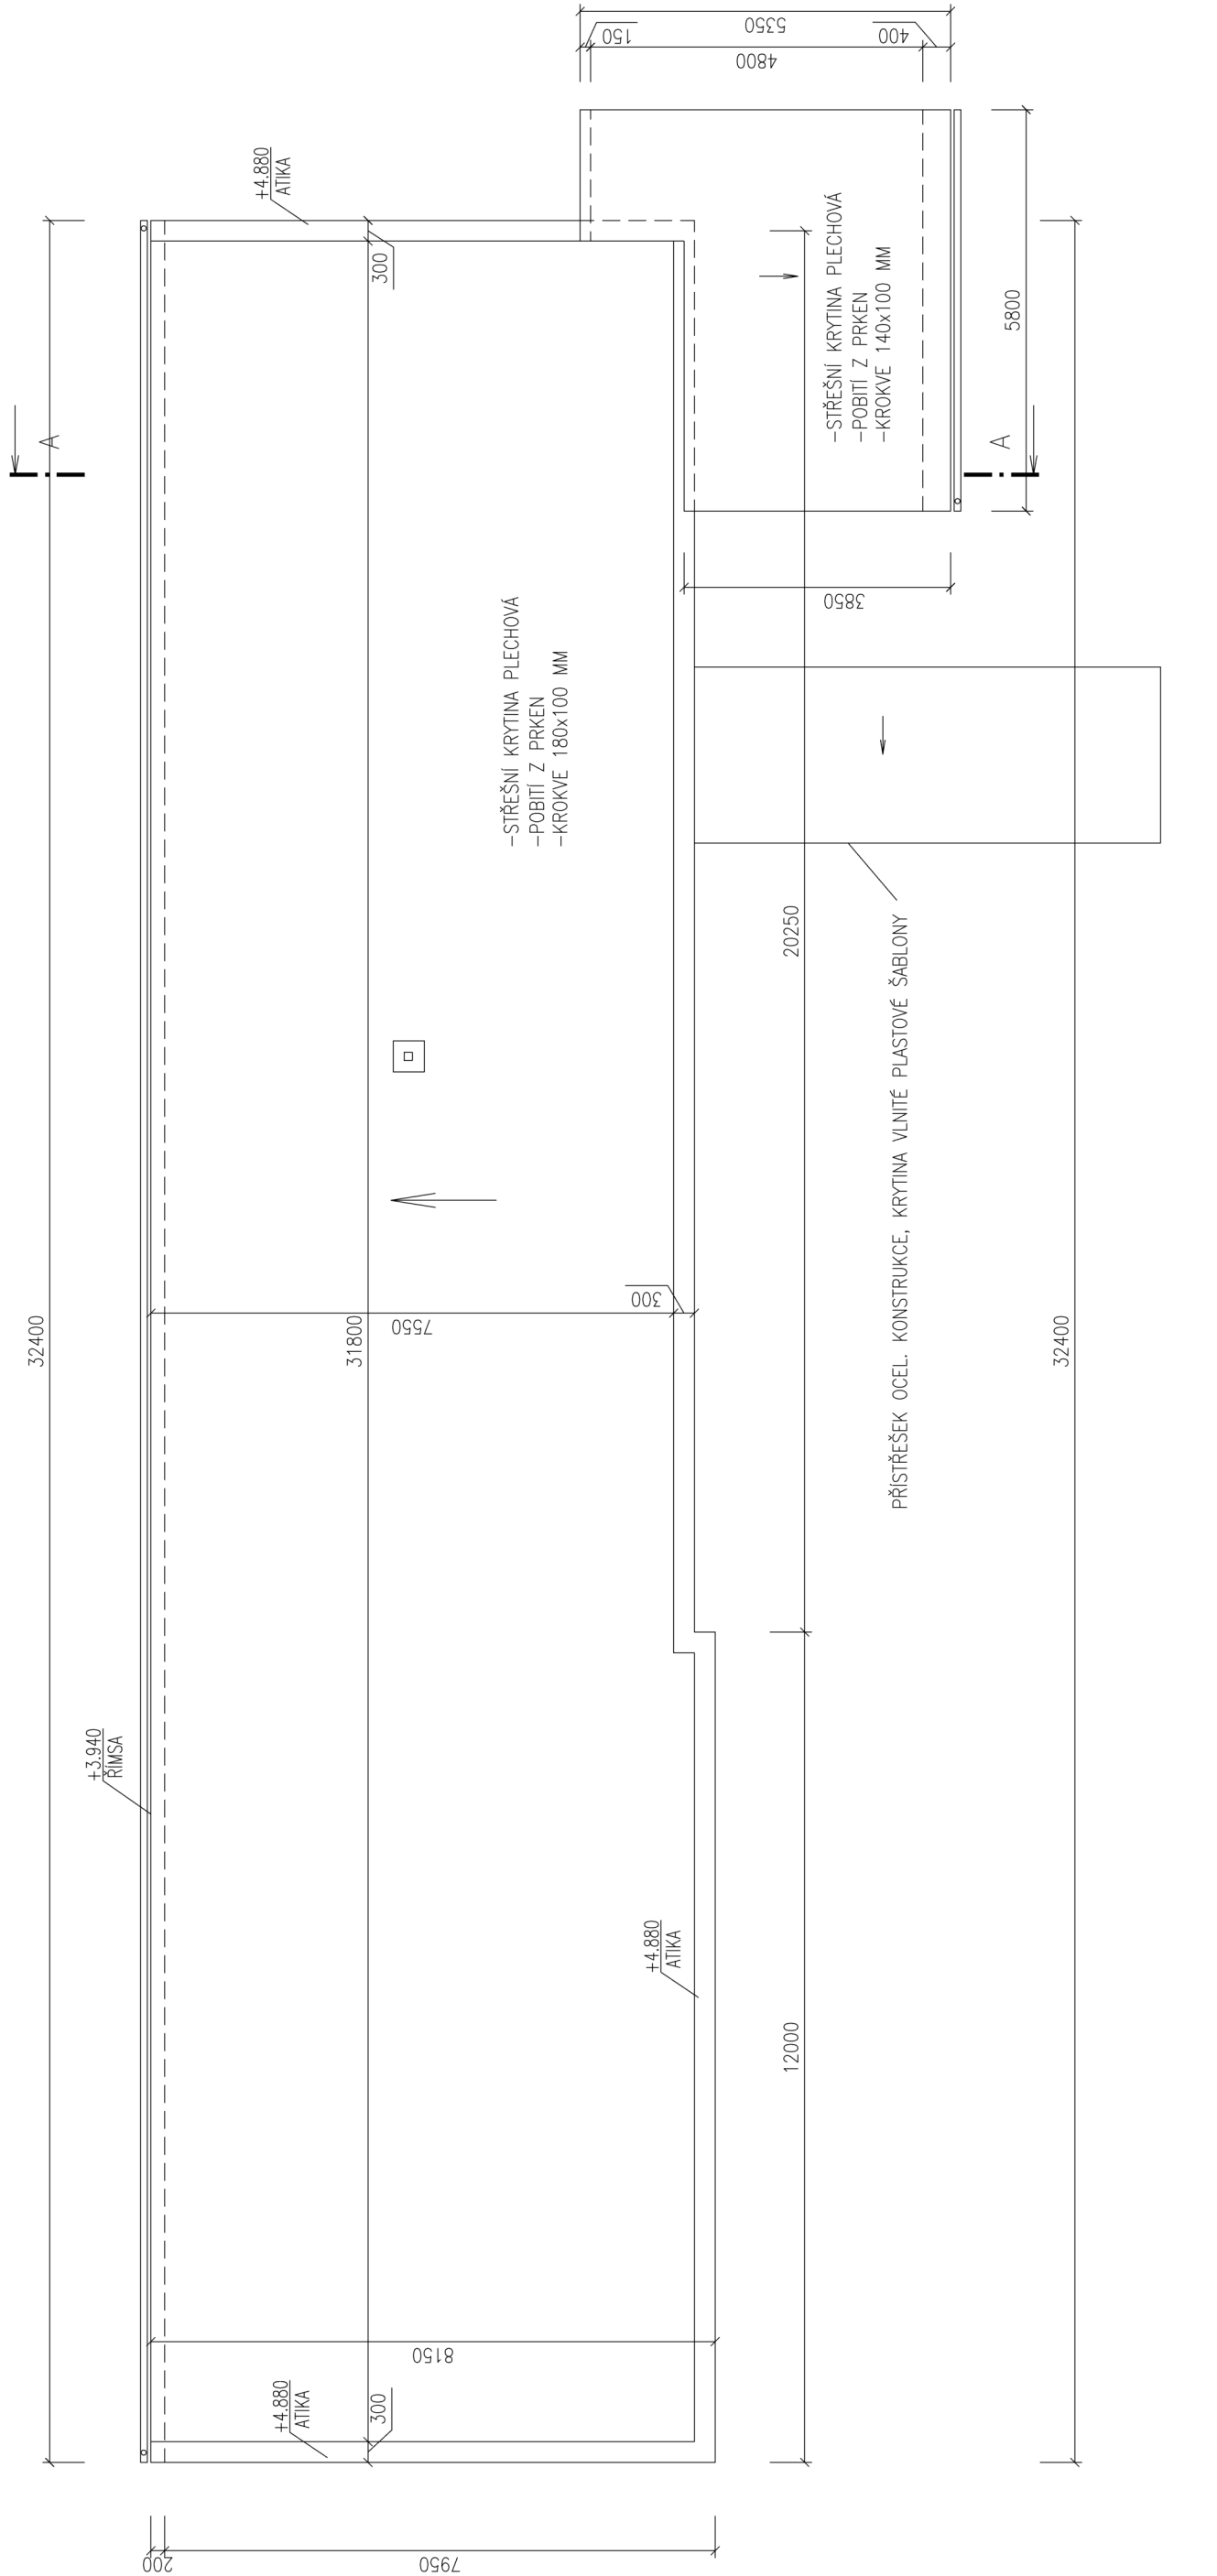 32400
A
+4.880
ATIKA
300
5350
150
4800
400
-STŘEŠNÍ KRYTINA PLECHOVÁ
-POBITÍ Z PRKEN
-KROKVE 140x100 MM
5800
A
3850
-STŘEŠNÍ KRYTINA PLECHOVÁ
-POBITÍ Z PRKEN
-KROKVE 180x100 MM
20250
PŘÍSTŘEŠEK OCEL. KONSTRUKCE, KRYTINA VLNITÉ PLASTOVÉ ŠABLONY
31800
7550
300
32400
+3.940
ŘÍMSA
+4.880
ATIKA
12000
8150
+4.880
ATIKA
300
200
7950